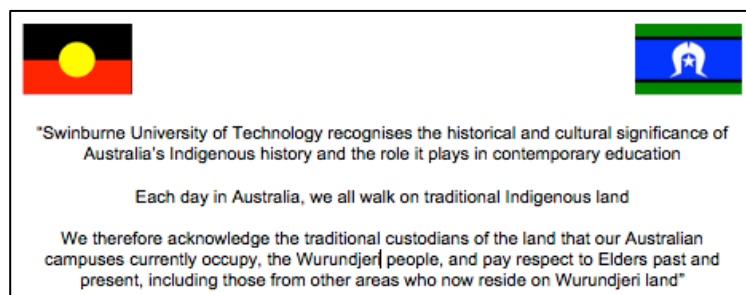 "Swinburne University of Technology recognises the historical and cultural significance of
Australia's Indigenous history and the role it plays in contemporary education
Each day in Australia, we all walk on traditional Indigenous land
We therefore acknowledge the traditional custodians of the land that our Australian
campuses currently occupy, the Wurundjeri people, and pay respect to Elders past and
present, including those from other areas who now reside on Wurundjeri land"